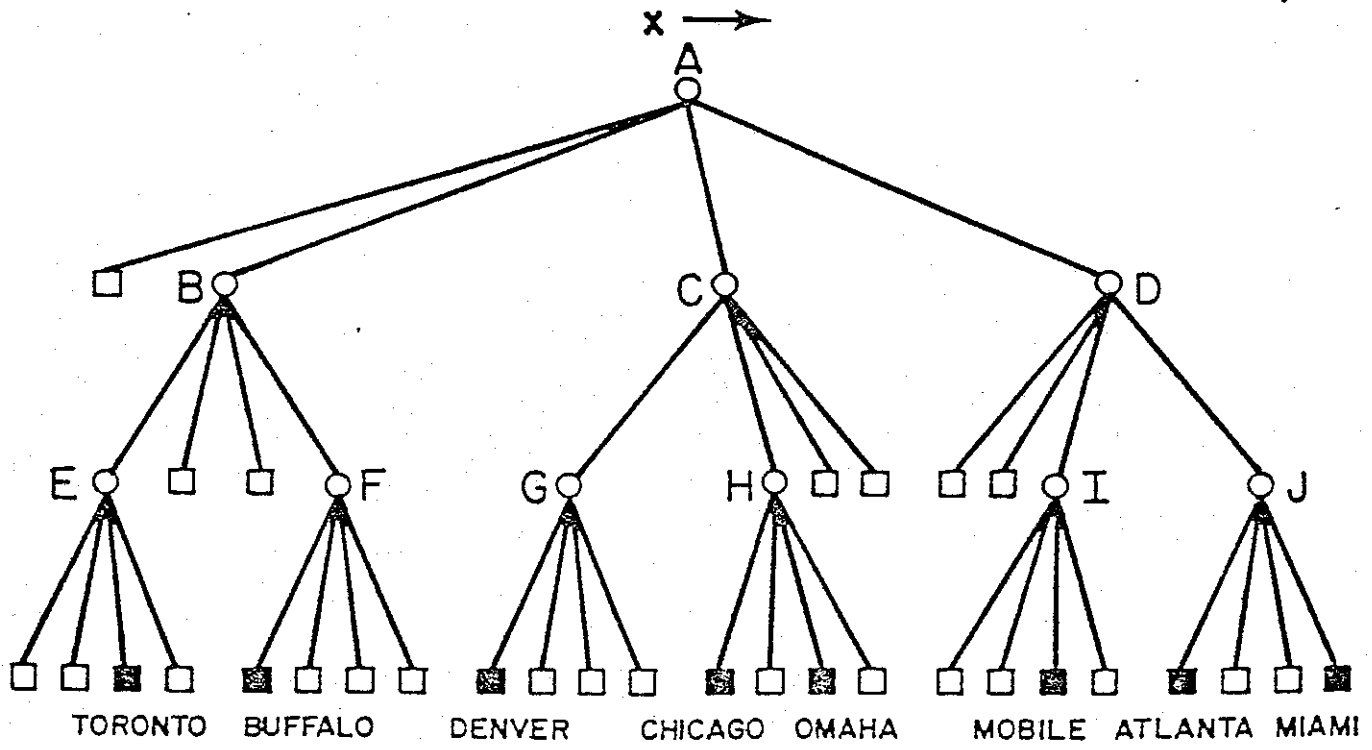 x
A
B C D
E F G H I J
TORONTO BUFFALO DENVER CHICAGO OMAHA MOBILE ATLANTA MIAMI